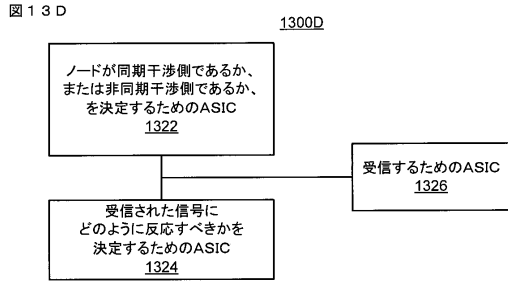 図１３D
1300D
ノードが同期干渉側であるか、
または非同期干渉側であるか、
を決定するためのASIC
1322
受信するためのASIC
1326
受信された信号に
どのように反応すべきかを
決定するためのASIC
1324